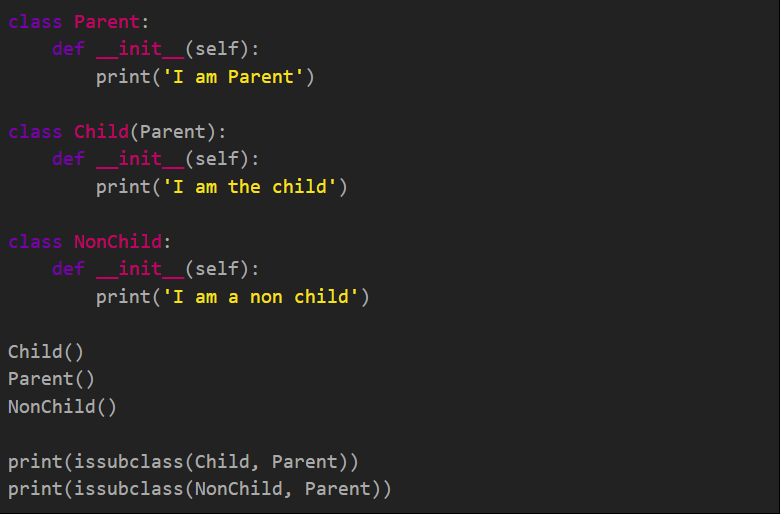 class Parent:
    def __init__(self):
        print('I am Parent')

class Child(Parent):
    def __init__(self):
        print('I am the child')

class NonChild:
    def __init__(self):
        print('I am a non child')

Child()
Parent()
NonChild()

print(issubclass(Child, Parent))
print(issubclass(NonChild, Parent))